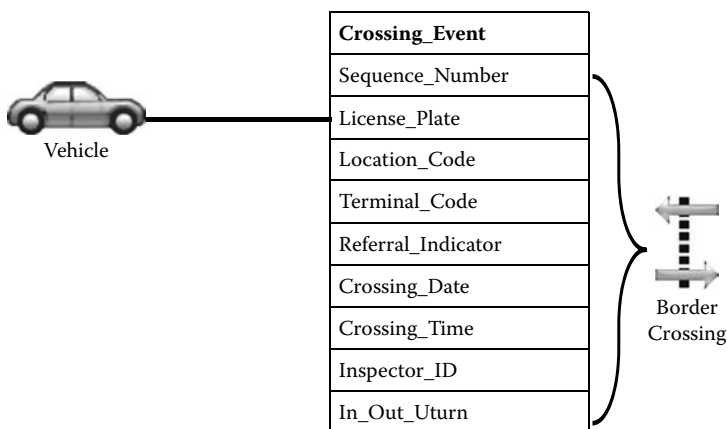 Crossing_Event
Sequence_Number
License_Plate
Location_Code
Terminal_Code
Referral_Indicator
Crossing_Date
Crossing_Time
Inspector_ID
In_Out_Uturn
Vehicle
Border
Crossing